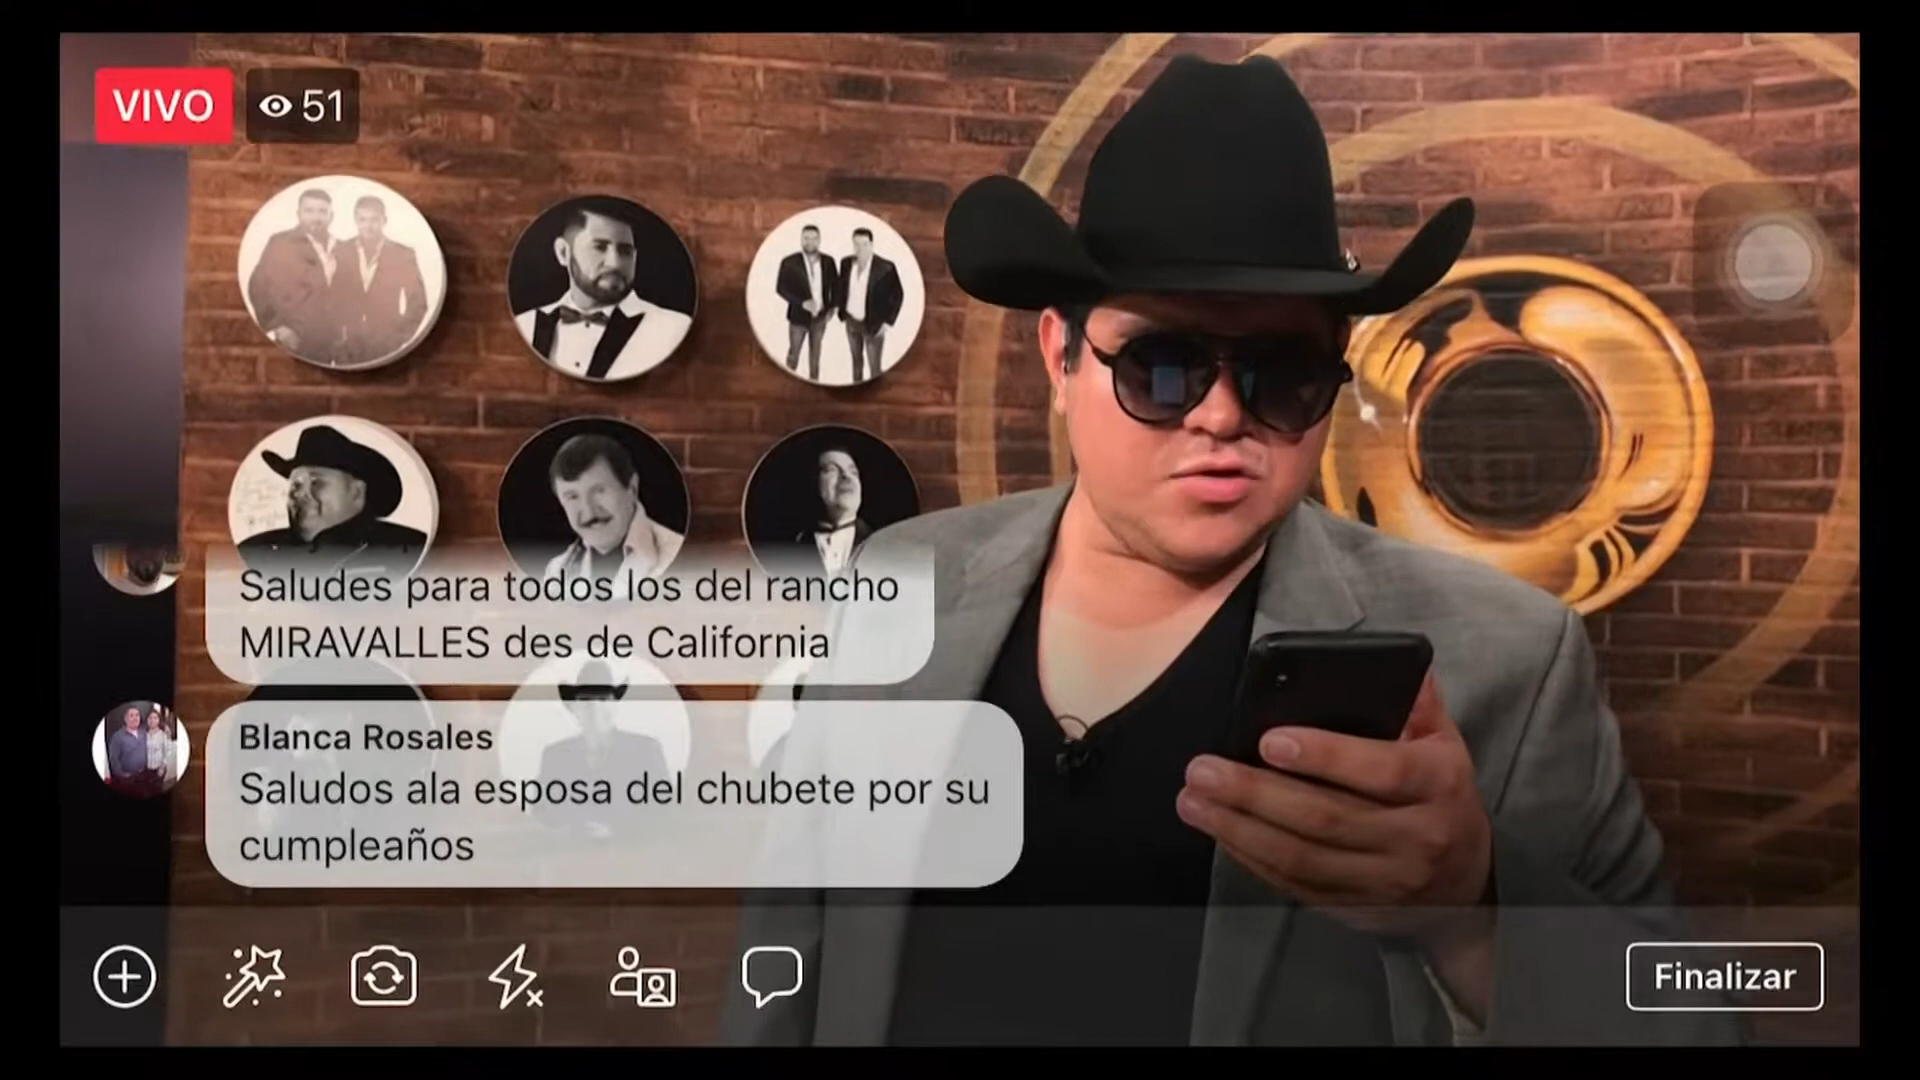 VIVO
51
Saludes para todos los del rancho
MIRAVALLES des de California
Blanca Rosales
Saludos ala esposa del chubete por su
cumpleaños
Finalizar